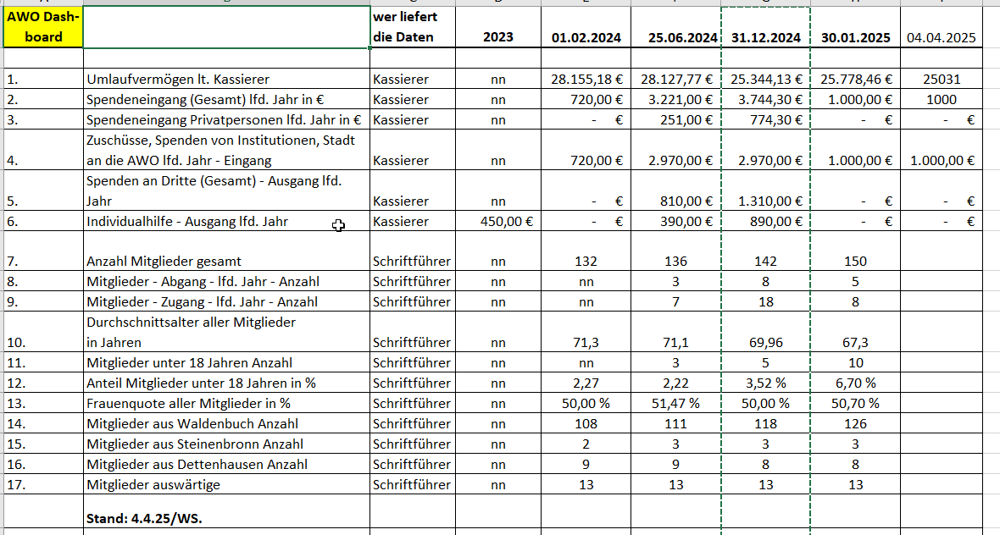 AWO Dash-
board
wer liefert
die Daten
2023 01.02.2024 25.06.2024 31.12.2024 30.01.2025 04.04.2025
1. Umlaufvermögen lt. Kassierer Kassierer nn 28.155,18 € 28.127,77 € 25.344,13 € 25.778,46 € 25031
2. Spendeneingang (Gesamt) lfd. Jahr in € Kassierer nn 720,00 € 3.221,00 € 3.744,30 € 1.000,00 € 1000
3. Spendeneingang Privatpersonen lfd. Jahr in € Kassierer nn - € 251,00 € 774,30 € - € - €
Zuschüsse, Spenden von Institutionen, Stadt
4. an die AWO lfd. Jahr - Eingang Kassierer nn 720,00 € 2.970,00 € 2.970,00 € 1.000,00 € 1.000,00 €
Spenden an Dritte (Gesamt) - Ausgang lfd.
5. Jahr Kassierer nn - € 810,00 € 1.310,00 € - € - €
6. Individualhilfe - Ausgang lfd. Jahr Kassierer 450,00 € - € 390,00 € 890,00 € - € - €
7. Anzahl Mitglieder gesamt Schriftführer nn 132 136 142 150
8. Mitglieder - Abgang - lfd. Jahr - Anzahl Schriftführer nn nn 3 8 5
9. Mitglieder - Zugang - lfd. Jahr - Anzahl Schriftführer nn nn 7 18 8
Durchschnittsalter aller Mitglieder
10. in Jahren Schriftführer nn 71,3 71,1 69,96 67,3
11. Mitglieder unter 18 Jahren Anzahl Schriftführer nn nn 3 5 10
12. Anteil Mitglieder unter 18 Jahren in % Schriftführer nn 2,27 2,22 3,52 % 6,70 %
13. Frauenquote aller Mitglieder in % Schriftführer nn 50,00 % 51,47 % 50,00 % 50,70 %
14. Mitglieder aus Waldenbuch Anzahl Schriftführer nn 108 111 118 126
15. Mitglieder aus Steinenbronn Anzahl Schriftführer nn 2 3 3 3
16. Mitglieder aus Dettenhausen Anzahl Schriftführer nn 9 9 8 8
17. Mitglieder auswärtige Schriftführer nn 13 13 13 13
Stand: 4.4.25/WS.